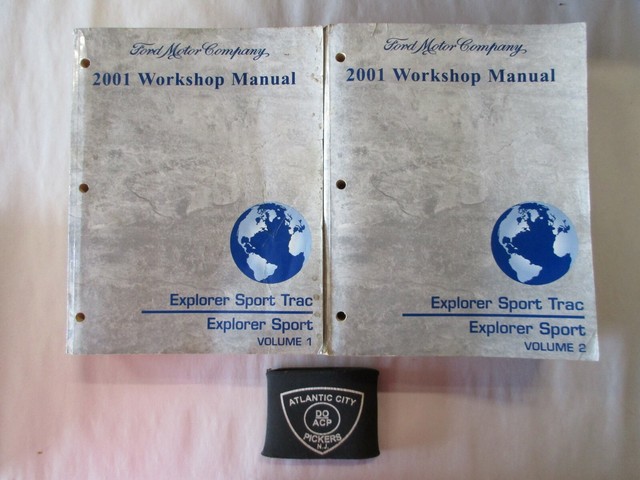 Ford Motor Company
2001 Workshop Manual
Explorer Sport Trac
Explorer Sport
VOLUME 1
Ford Motor Company
2001 Workshop Manual
Explorer Sport Trac
Explorer Sport
VOLUME 2
ATLANTIC CITY
DO
ACP
PICKERS
N.J.